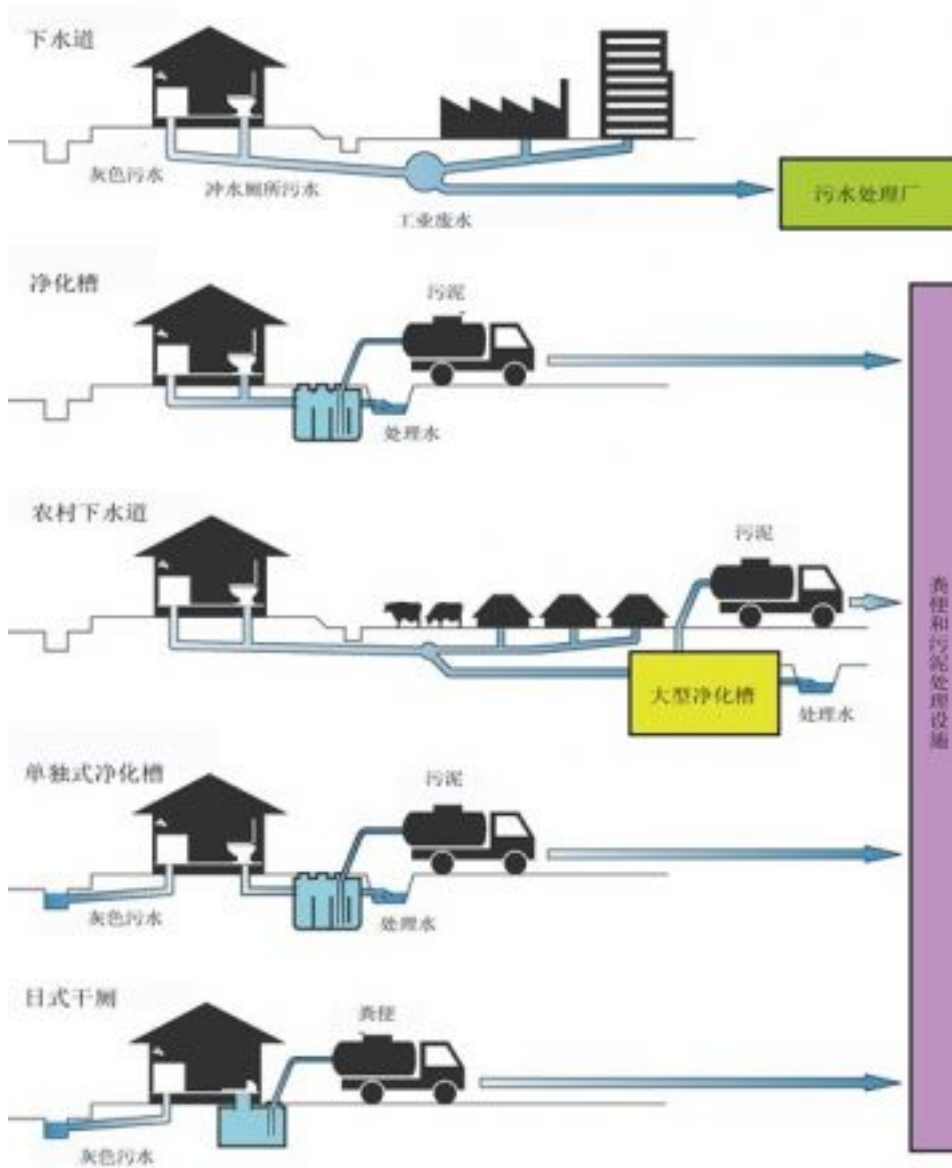 下水道
灰色污水
冲水厕所污水
工业废水
污水处理厂
净化槽
污泥
处理水
农村下水道
污泥
大型净化槽
处理水
单独式净化槽
污泥
灰色污水
处理水
日式干厕
粪便
灰色污水
粪便和污泥处理设施